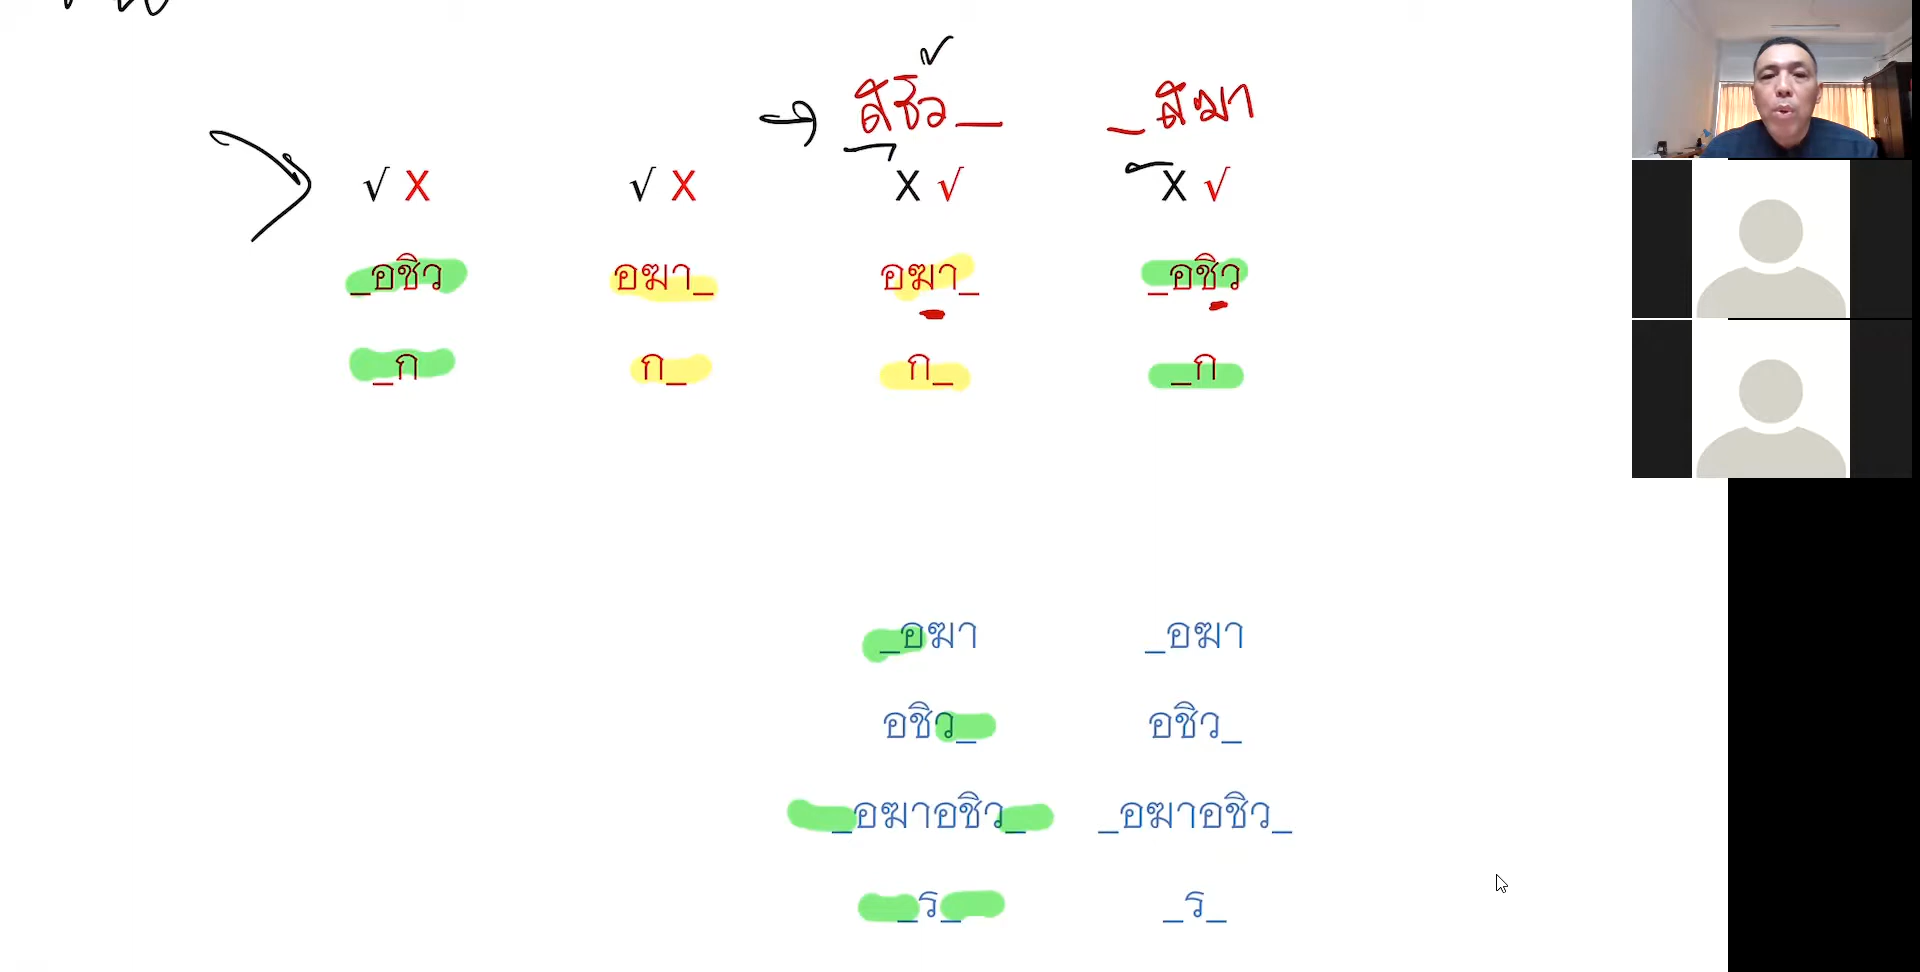 สีชิว_ _สีฆา
√ X √ X X √ X √
_อชิว อฆา_ อฆา_ _อชิว
_ก ก_ ก_ _ก
_อฆา _อฆา
อชิว_ อชิว_
_อฆาอชิว_ _อฆาอชิว_
_ร_ _ร_